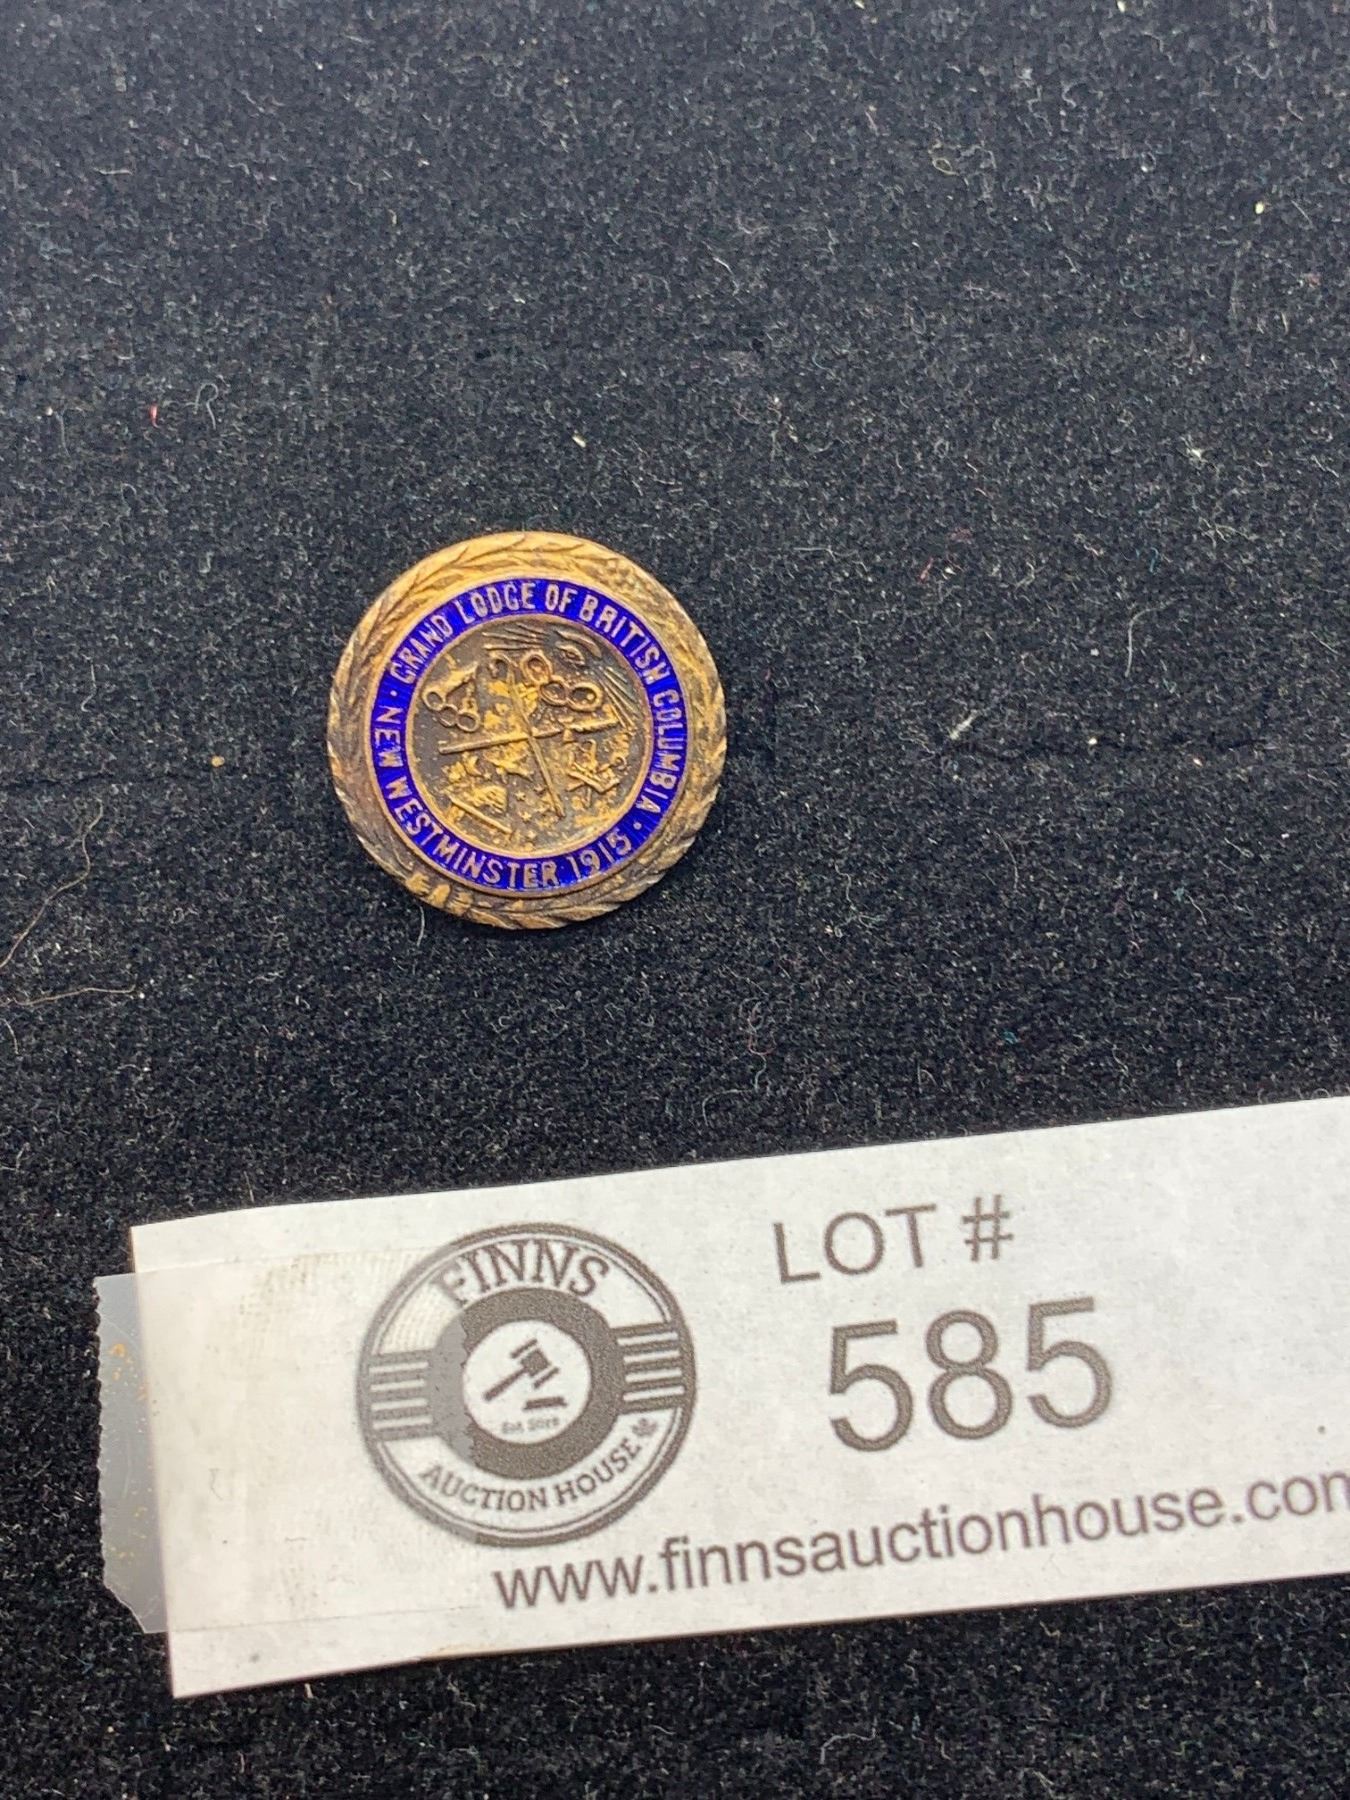 · GRAND LODGE OF BRITISH COLUMBIA ·
NEW WESTMINSTER 1915
FINNS
AUCTION HOUSE
LOT #
585
www.finnsauctionhouse.com